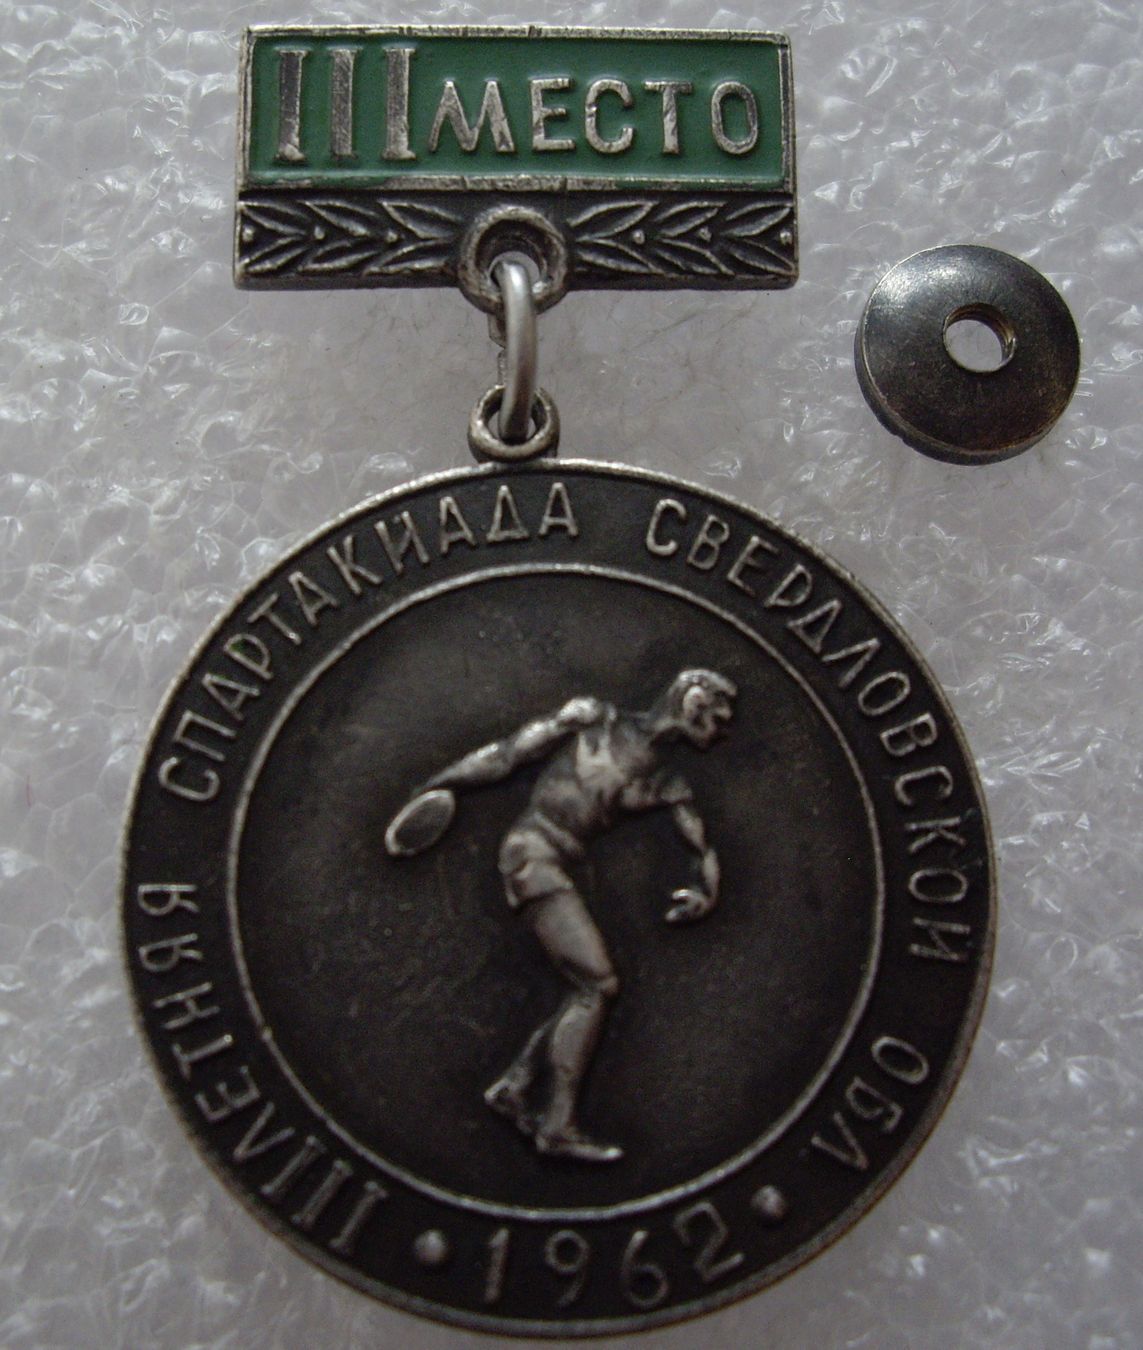 III МЕСТО
III ЛЕТНЯЯ СПАРТАКИАДА СВЕРДЛОВСКОЙ ОБЛ
• 1962 •